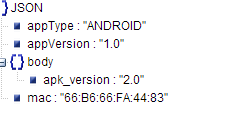 JSON
appType : "ANDROID"
appVersion : "1.0"
body
apk_version : "2.0"
mac : "66:B6:66:FA:44:83"